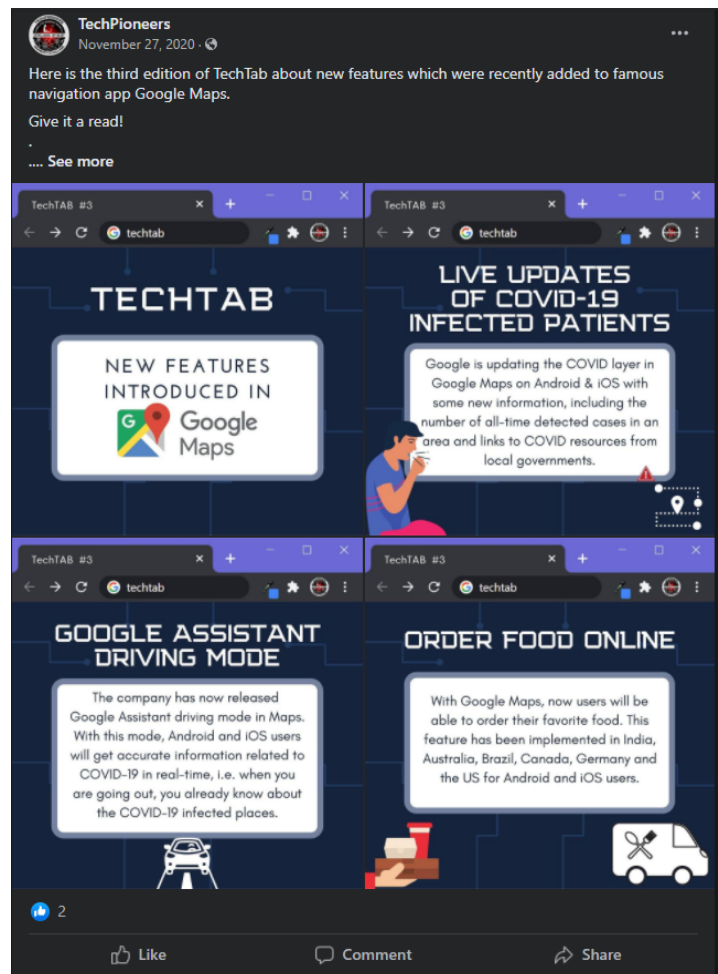 TechPioneers
November 27, 2020 ·
Here is the third edition of TechTab about new features which were recently added to famous
navigation app Google Maps.
Give it a read!
.
.... See more
TechTAB #3
techtab
TECHTAB
NEW FEATURES
INTRODUCED IN
G
Google
Maps
TechTAB #3
techtab
LIVE UPDATES
OF COVID-19
INFECTED PATIENTS
Google is updating the COVID layer in
Google Maps on Android & iOS with
some new information, including the
number of all-time detected cases in an
area and links to COVID resources from
local governments.
TechTAB #3
techtab
GOOGLE ASSISTANT
DRIVING MODE
The company has now released
Google Assistant driving mode in Maps.
With this mode, Android and iOS users
will get accurate information related to
COVID-19 in real-time, i.e. when you
are going out, you already know about
the COVID-19 infected places.
TechTAB #3
techtab
ORDER FOOD ONLINE
With Google Maps, now users will be
able to order their favorite food. This
feature has been implemented in India,
Australia, Brazil, Canada, Germany and
the US for Android and iOS users.
2
Like
Comment
Share